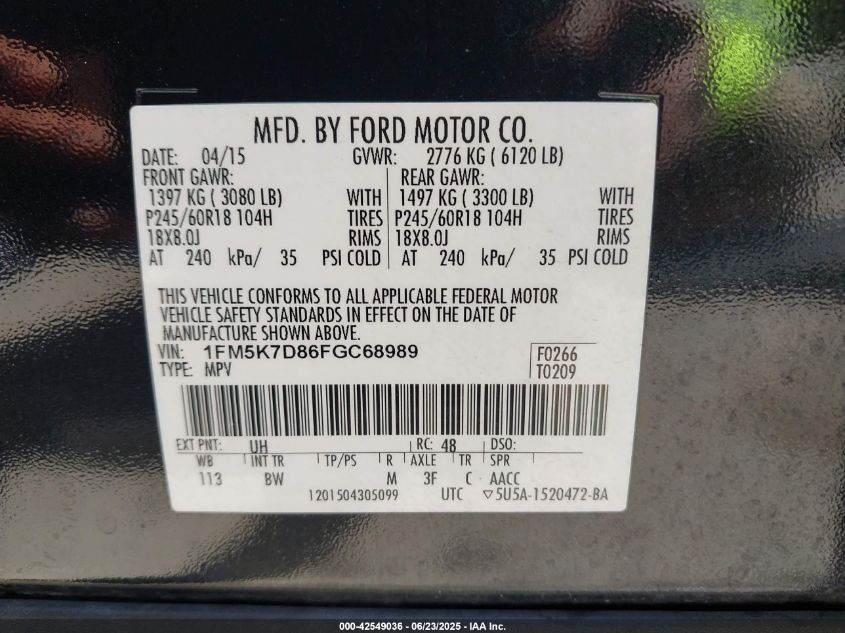 MFD. BY FORD MOTOR CO.
DATE: 04/15 GVWR: 2776 KG ( 6120 LB)
FRONT GAWR: REAR GAWR:
1397 KG ( 3080 LB) WITH 1497 KG ( 3300 LB) WITH
P245/60R18 104H TIRES P245/60R18 104H TIRES
18X8.0J RIMS 18X8.0J RIMS
AT 240 kPa/ 35 PSI COLD AT 240 kPa/ 35 PSI COLD
THIS VEHICLE CONFORMS TO ALL APPLICABLE FEDERAL MOTOR
VEHICLE SAFETY STANDARDS IN EFFECT ON THE DATE OF
MANUFACTURE SHOWN ABOVE.
VIN: 1FM5K7D86FGC68989 F0266
TYPE: MPV T0209
EXT PNT: UH RC: 48 DSO:
WB INT TR TP/PS R AXLE TR SPR
113 BW M 3F C AACC
1201504305099 UTC ▽5U5A-1520472-BA
000-42549036 - 06/23/2025 - IAA Inc.